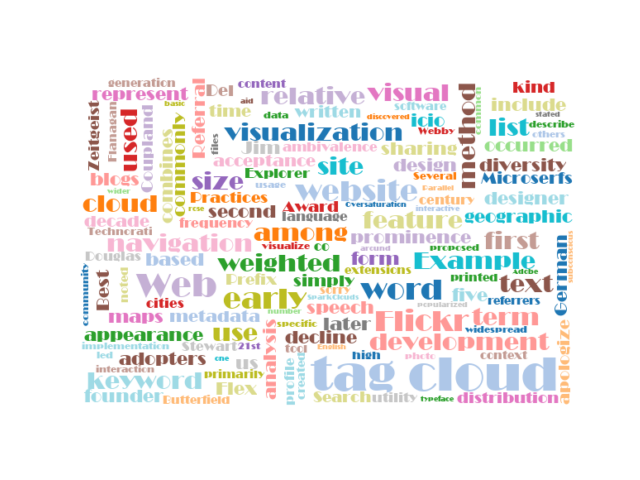 generation
content
represent
Del
relative
visual
kind
Zeitgeist
Flanagan
used
Coupland
basic
combines
commonly
Referral
files
time
aid
data
written
discovered
software
icio
Webby
method
common
include
stated
describe
list
others
occurred
visualization
Jim
ambivalence
sharing
acceptance
site
design
diversity
blogs
wider
size
Explorer
Several
Microserfs
usage
website
Parallel
cloud
rose
Practices
second
Award
language
Oversaturation
century
interactive
designer
geographic
decade
frequency
among
feature
Technorati
navigation
visualize
co
prominence
around
proposed
first
Douglas
based
weighted
form
extensions
Example
Adobe
German
community
Best
noted
Web
Prefix
simply
sorry
SparkClouds
word
printed
text
cities
early
popularized
five
referrers
maps
metadata
number
speech
Flickr
term
widespread
appearance
use
specific
later
decline
development
implementation
Stewart
21st
analysis
tool
English
apologize
led
adopters
one
us
high
photo
context
interaction
primarily
profile
created
tag cloud
keyword
Flex
founder
Butterfield
Search
utility
typeface
distribution